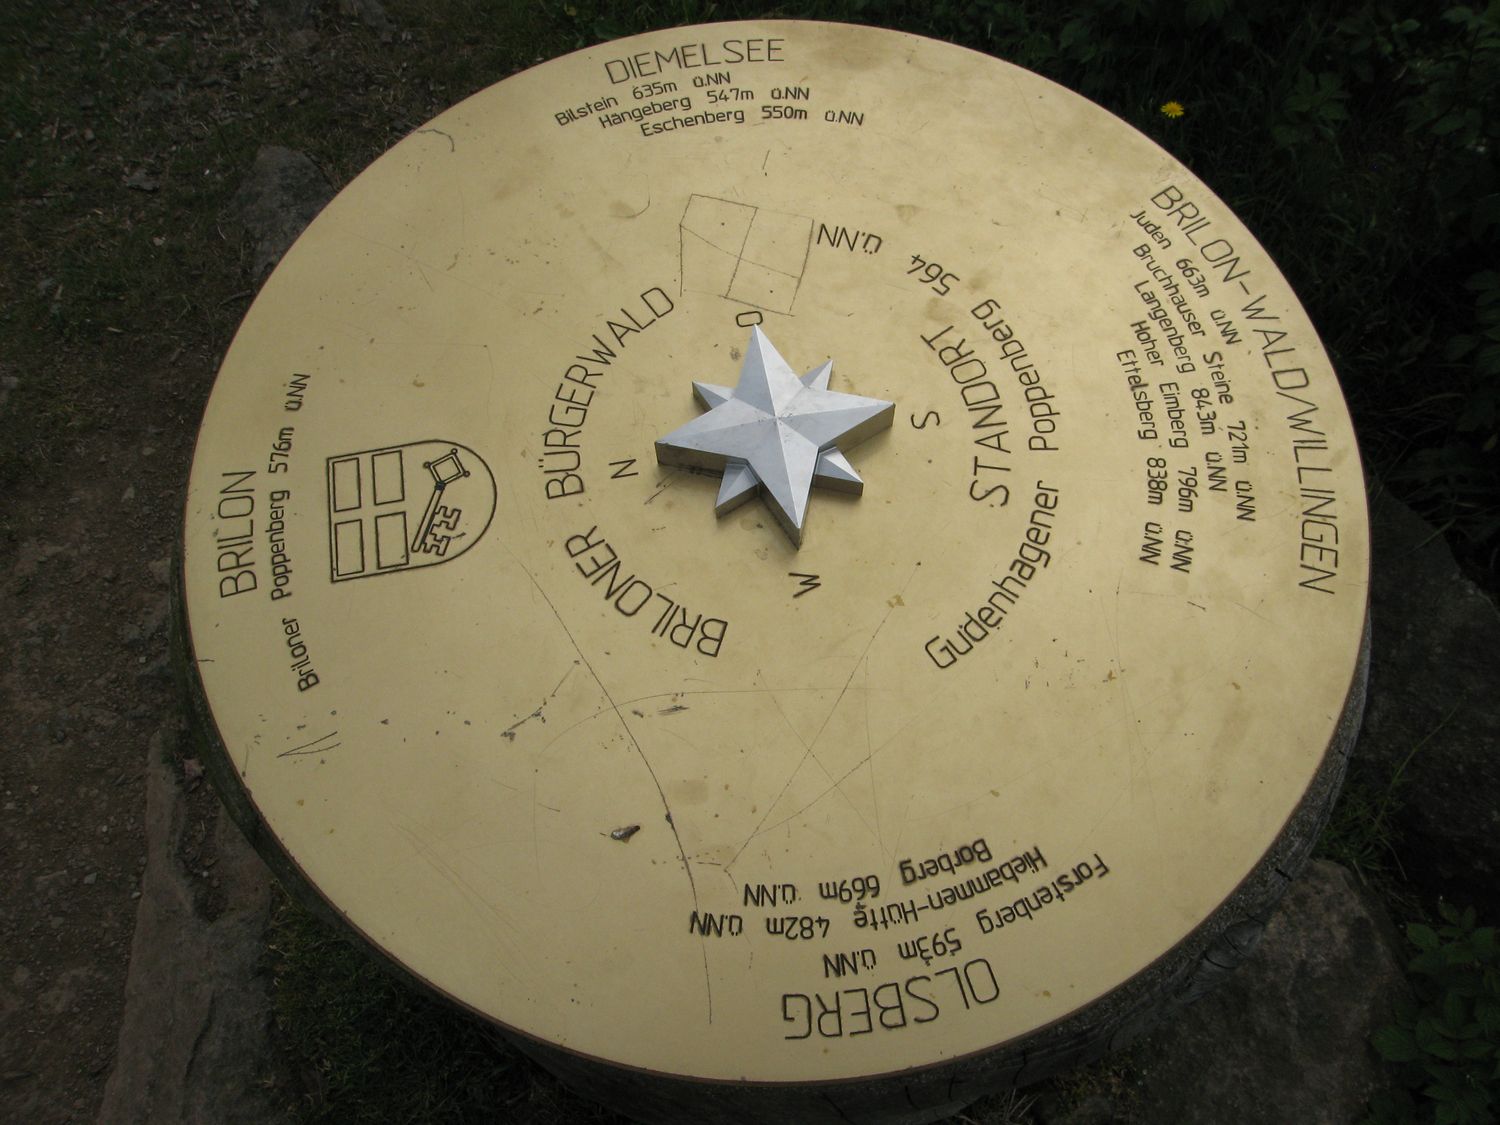 DIEMELSEE
Bilstein 635m ü.NN
Hängeberg 547m ü.NN
Eschenberg 550m ü.NN
BRILON-WALD/WILLINGEN
Juden 663m ü.NN
Bruchhauser Steine 721m ü.NN
Langenberg 843m ü.NN
Hoher Eimberg 796m ü.NN
Ettelsberg 838m ü.NN
BRILON
Briloner Poppenberg 576m ü.NN
BRILONER BÜRGERWALD
STANDORT
Gudenhagener Poppenberg 564 ü.NN
O
S
W
N
OLSBERG
Forstenberg 593m ü.NN
Hiebammen-Hütte 482m ü.NN
Borberg 669m ü.NN